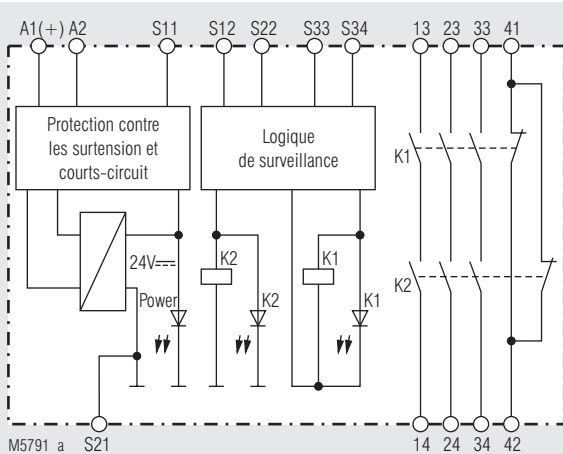 A1(+) A2 S11 S12 S22 S33 S34 13 23 33 41
Protection contre
les surtension et
courts-circuit
Logique
de surveillance
K1
24V
K2
K1
K2
Power
K2
K1
M5791 a S21 14 24 34 42